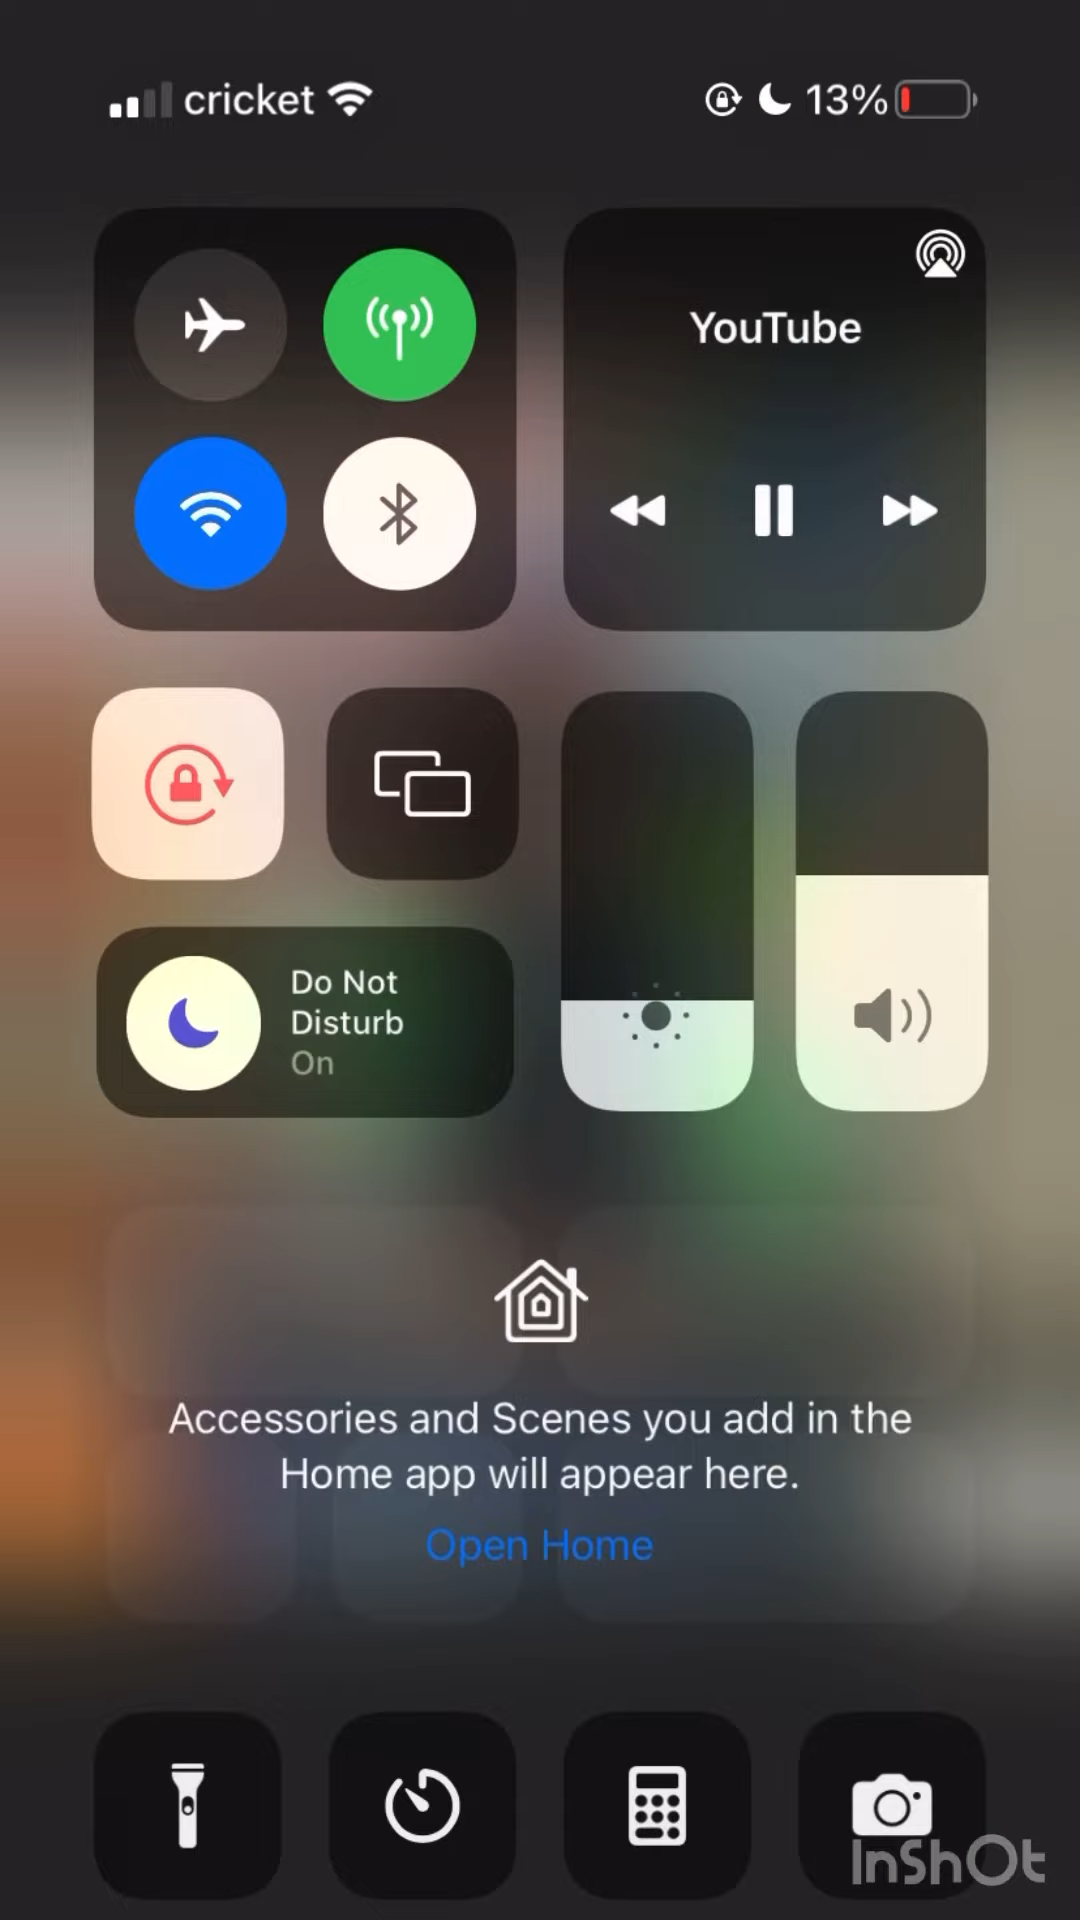 cricket 13%
YouTube
Do Not
Disturb
On
Accessories and Scenes you add in the
Home app will appear here.
Open Home
InShOt